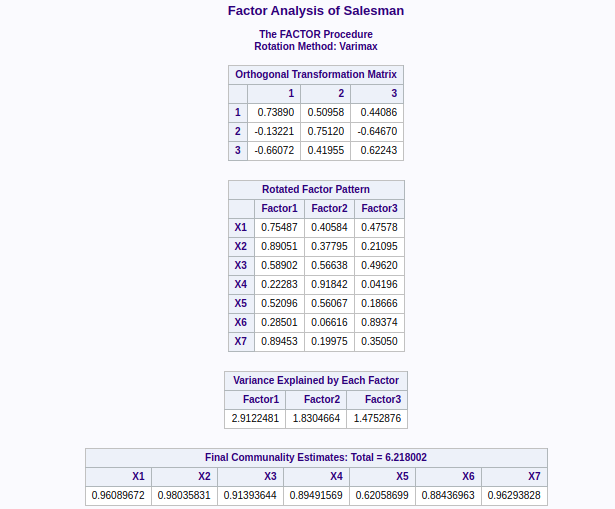 Factor Analysis of Salesman
The FACTOR Procedure
Rotation Method: Varimax
Orthogonal Transformation Matrix
1 2 3
1 0.73890 0.50958 0.44086
2 -0.13221 0.75120 -0.64670
3 -0.66072 0.41955 0.62243
Rotated Factor Pattern
Factor1 Factor2 Factor3
X1 0.75487 0.40584 0.47578
X2 0.89051 0.37795 0.21095
X3 0.58902 0.56638 0.49620
X4 0.22283 0.91842 0.04196
X5 0.52096 0.56067 0.18666
X6 0.28501 0.06616 0.89374
X7 0.89453 0.19975 0.35050
Variance Explained by Each Factor
Factor1 Factor2 Factor3
2.9122481 1.8304664 1.4752876
Final Communality Estimates: Total = 6.218002
X1 X2 X3 X4 X5 X6 X7
0.96089672 0.98035831 0.91393644 0.89491569 0.62058699 0.88436963 0.96293828